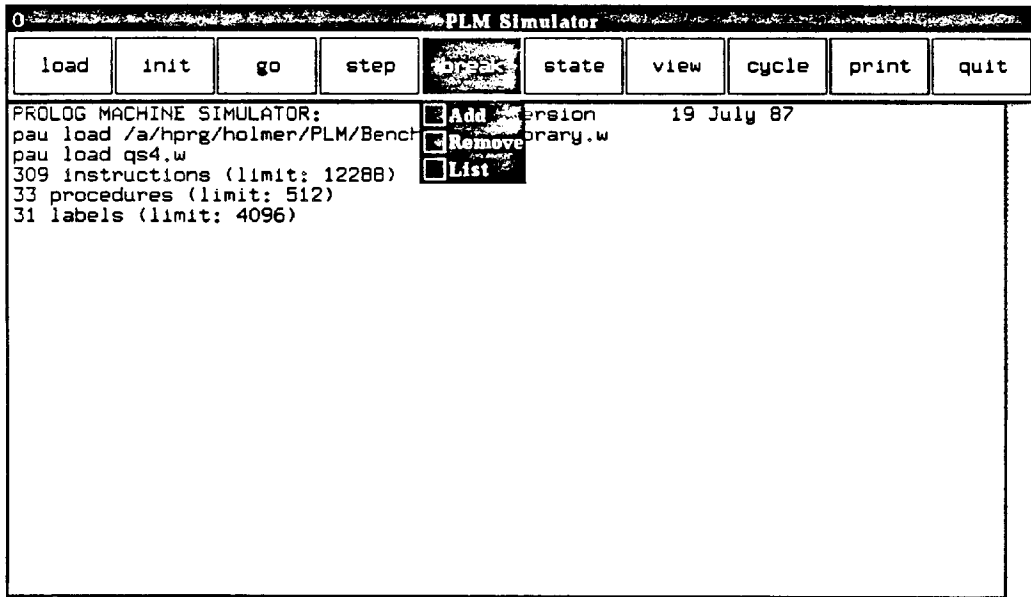 PLM Simulator
load init go step break state view cycle print quit
PROLOG MACHINE SIMULATOR: ersion 19 July 87
Add
pau load /a/hprg/holmer/PLM/Bench brary.w
Remove
pau load qs4.w
List
309 instructions (limit: 12288)
33 procedures (limit: 512)
31 labels (limit: 4096)